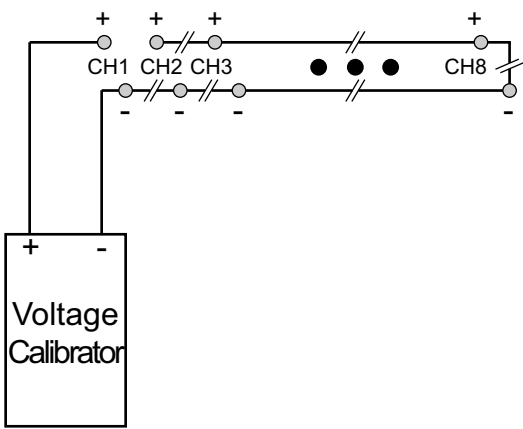 + + + +
CH1 CH2 CH3 CH8
- - - -
+ -
Voltage
Calibrator